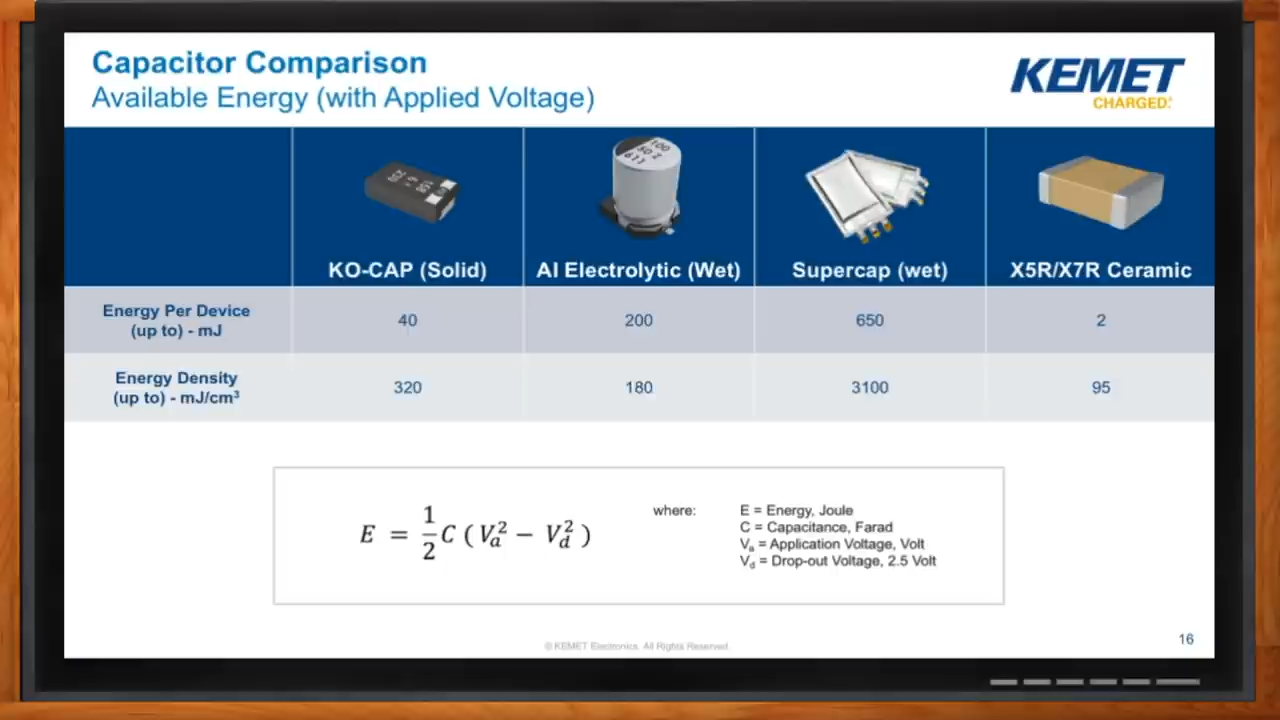 Capacitor Comparison
Available Energy (with Applied Voltage)
KEMET
CHARGED.
KO-CAP (Solid)
Al Electrolytic (Wet)
Supercap (wet)
X5R/X7R Ceramic
Energy Per Device
(up to) - mJ
40
200
650
2
Energy Density
(up to) - mJ/cm³
320
180
3100
95
E = 1/2 C ( Va² − Vd² )
where:
E = Energy, Joule
C = Capacitance, Farad
Va = Application Voltage, Volt
Vd = Drop-out Voltage, 2.5 Volt
© KEMET Electronics. All Rights Reserved.
16